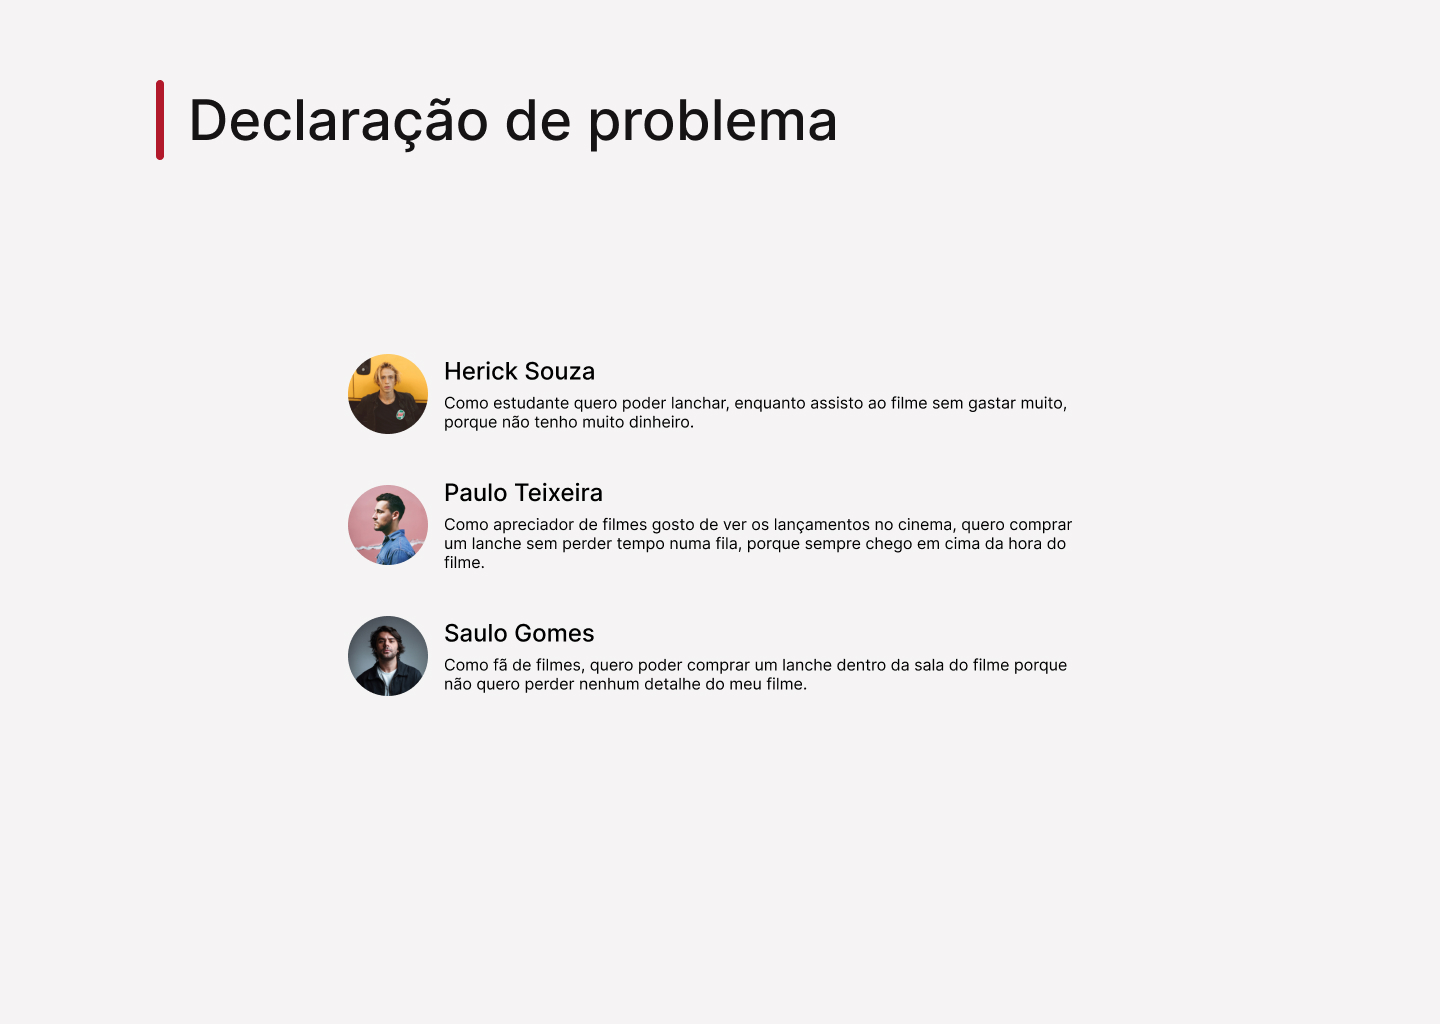 Declaração de problema
Herick Souza
Como estudante quero poder lanchar, enquanto assisto ao filme sem gastar muito,
porque não tenho muito dinheiro.
Paulo Teixeira
Como apreciador de filmes gosto de ver os lançamentos no cinema, quero comprar
um lanche sem perder tempo numa fila, porque sempre chego em cima da hora do
filme.
Saulo Gomes
Como fã de filmes, quero poder comprar um lanche dentro da sala do filme porque
não quero perder nenhum detalhe do meu filme.